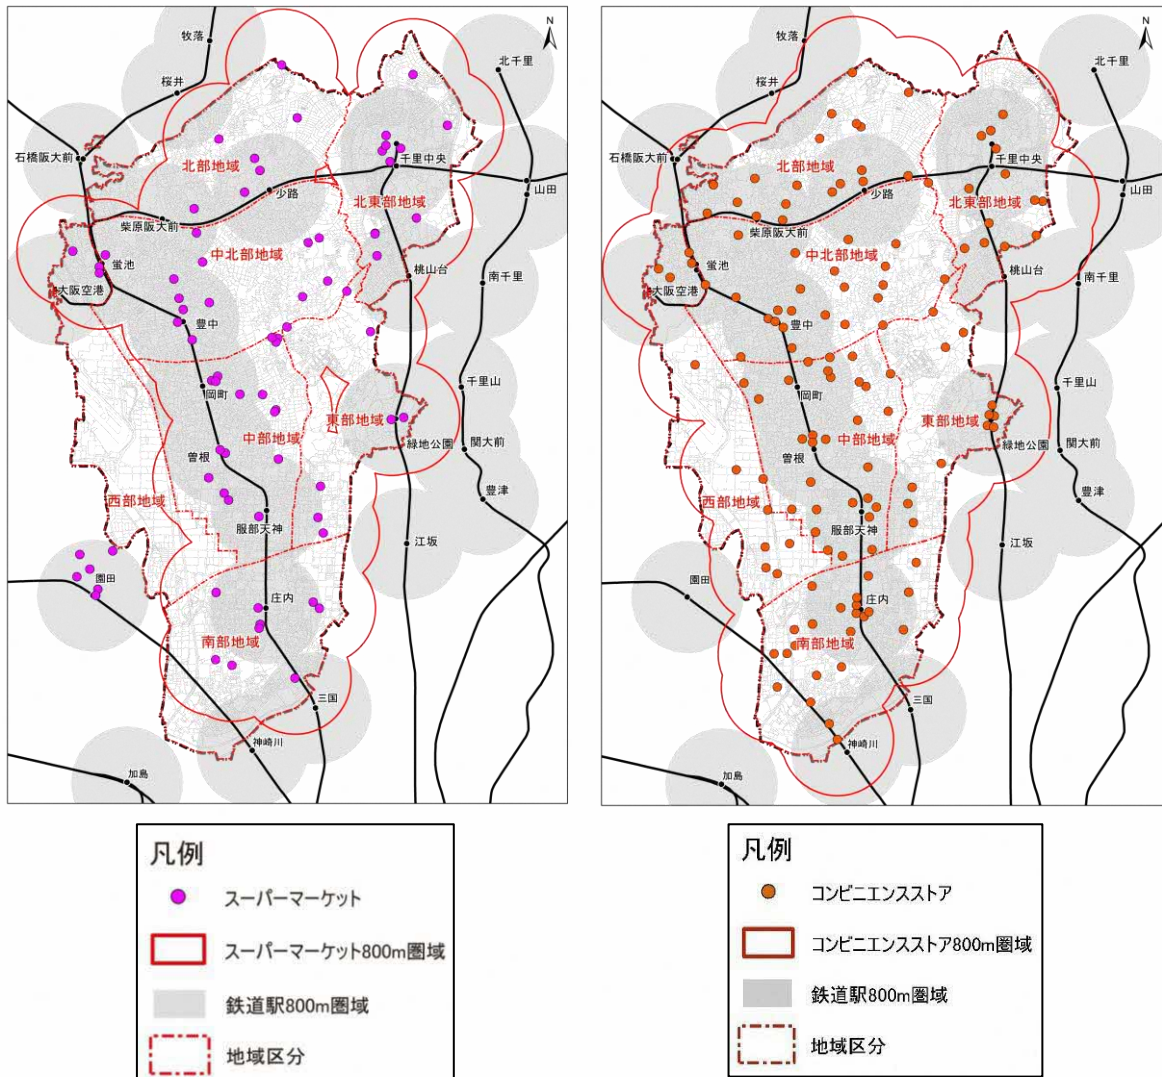 N
牧落
桜井
北千里
石橋阪大前
北部地域
千里中央
山田
少路
北東部地域
柴原阪大前
中北部地域
蛍池
桃山台
南千里
大阪空港
豊中
岡町
千里山
東部地域
中部地域
緑地公園
関大前
曽根
豊津
西部地域
服部天神
江坂
園田
庄内
南部地域
三国
神崎川
加島
凡例
スーパーマーケット
スーパーマーケット800m圏域
鉄道駅800m圏域
地域区分
N
牧落
桜井
北千里
石橋阪大前
北部地域
千里中央
山田
少路
北東部地域
柴原阪大前
中北部地域
蛍池
桃山台
南千里
大阪空港
豊中
岡町
千里山
東部地域
中部地域
緑地公園
関大前
曽根
豊津
西部地域
服部天神
江坂
園田
庄内
南部地域
三国
神崎川
加島
凡例
コンビニエンスストア
コンビニエンスストア800m圏域
鉄道駅800m圏域
地域区分